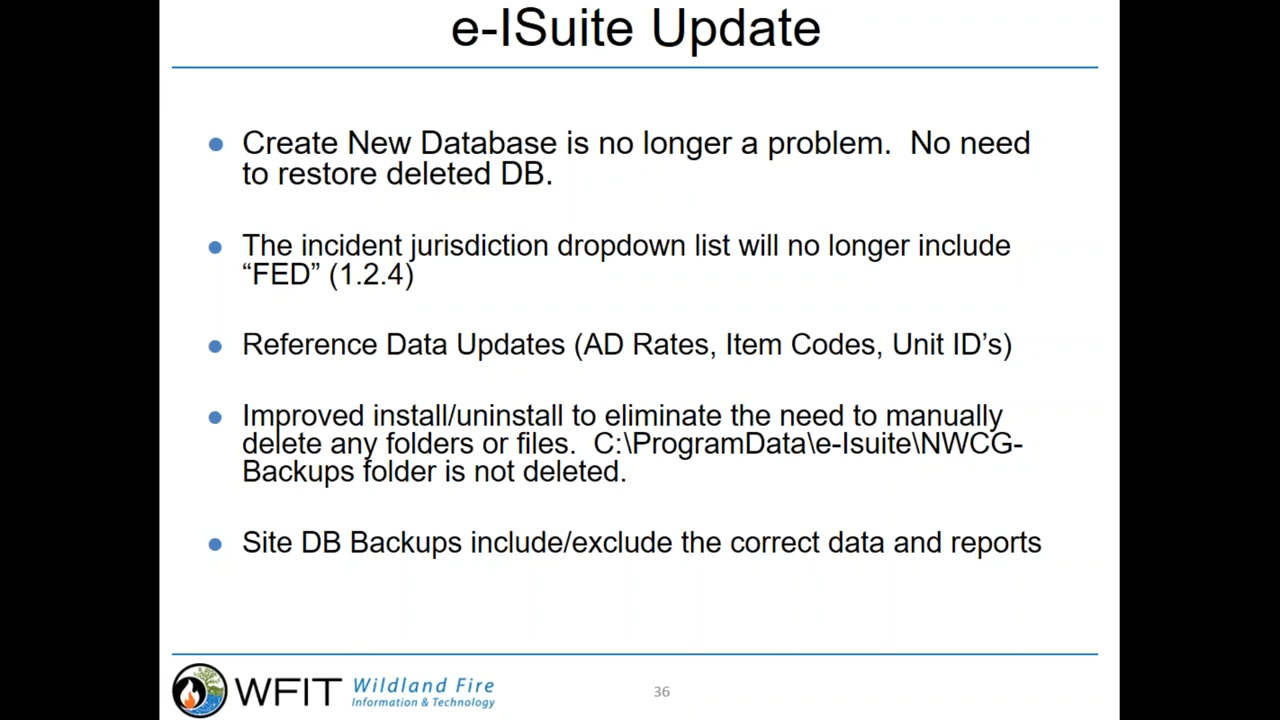 e-ISuite Update
Create New Database is no longer a problem.  No need
to restore deleted DB.
The incident jurisdiction dropdown list will no longer include
“FED” (1.2.4)
Reference Data Updates (AD Rates, Item Codes, Unit ID’s)
Improved install/uninstall to eliminate the need to manually
delete any folders or files.  C:\ProgramData\e-Isuite\NWCG-
Backups folder is not deleted.
Site DB Backups include/exclude the correct data and reports
WFIT
Wildland Fire
Information & Technology
36